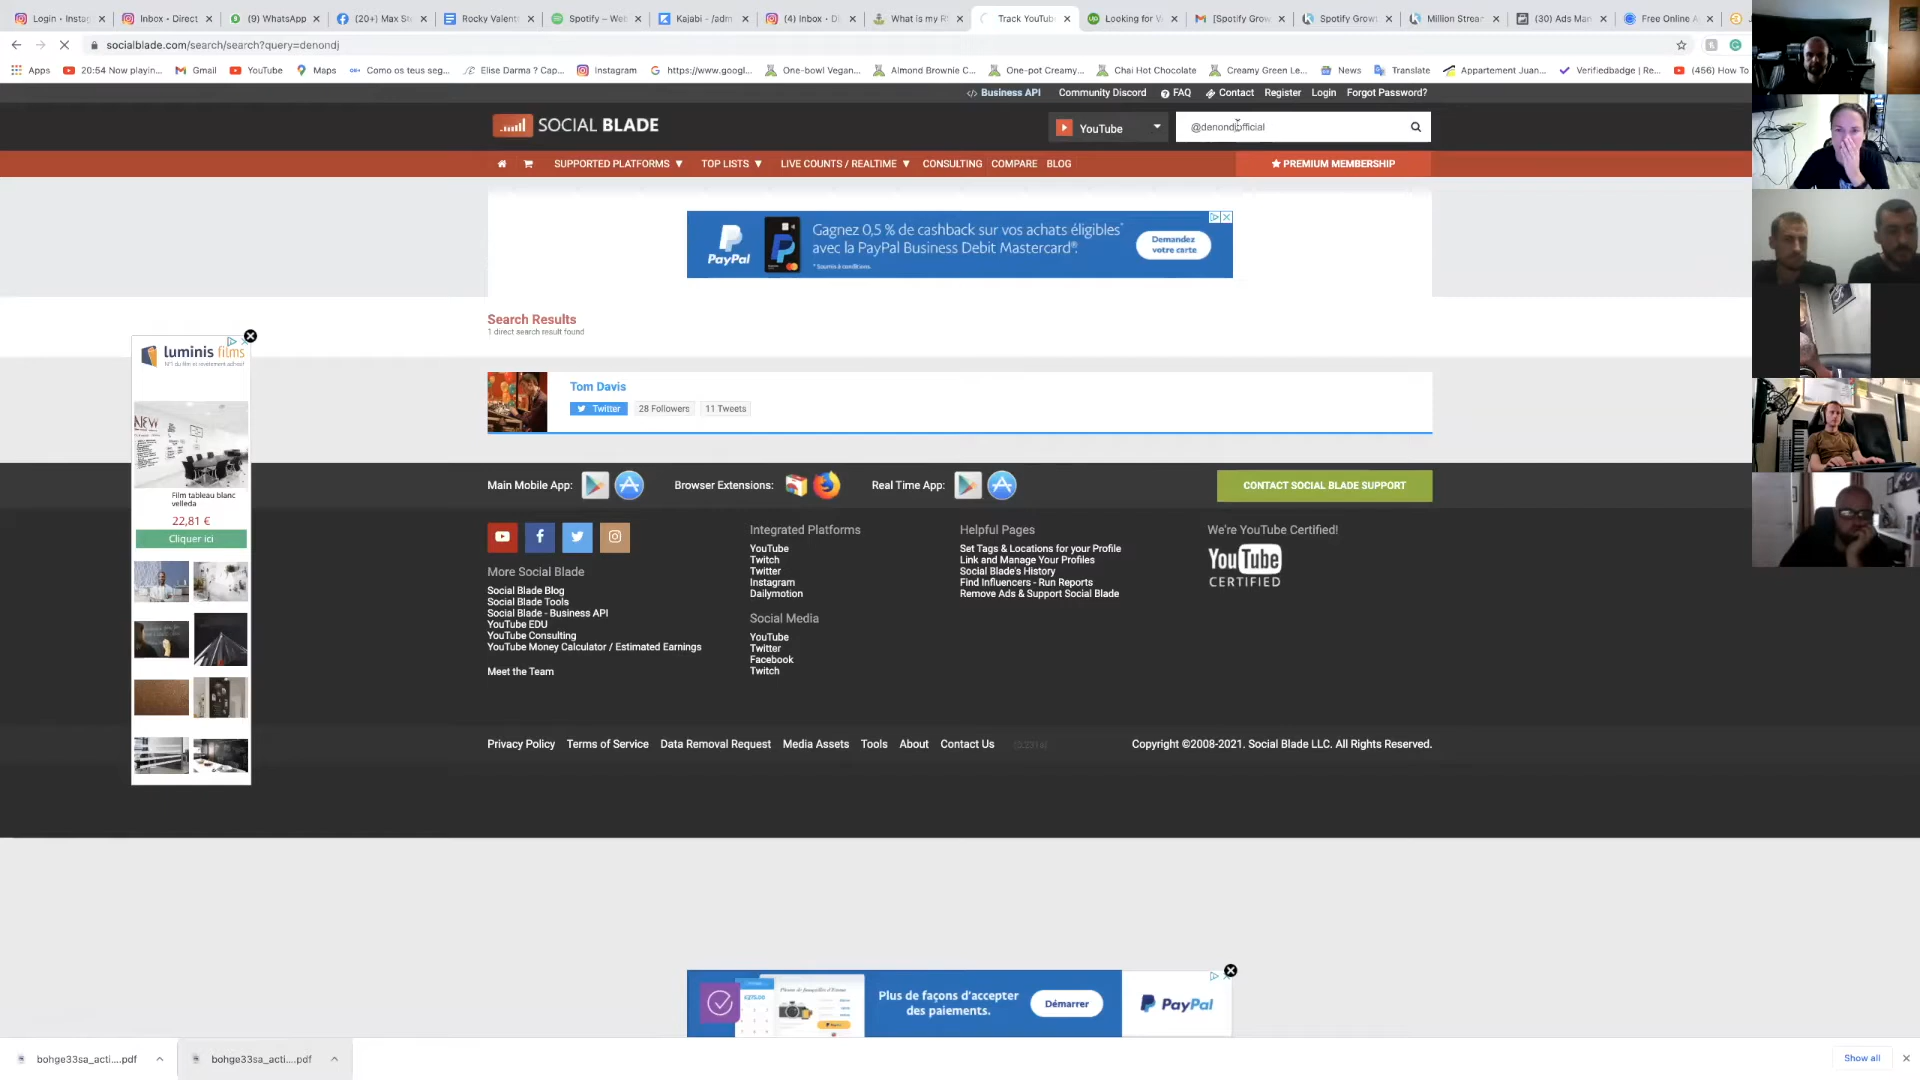 Login • Instag
Inbox • Direct
(9) WhatsApp
(20+) Max St
Rocky Valent
Spotify – Web
Kajabi - /adm
(4) Inbox • D
What is my R
Track YouTub
Looking for V
[Spotify Grow
Spotify Growt
Million Strea
(30) Ads Man
Free Online A
socialblade.com/search/search?query=denondj
Apps
20:54 Now playin...
Gmail
YouTube
Maps
Como os teus seg...
Elise Darma ? Cap...
Instagram
https://www.googl...
One-bowl Vegan...
Almond Brownie C...
One-pot Creamy...
Chai Hot Chocolate
Creamy Green Le...
News
Translate
Appartement Juan...
Verifiedbadge | Re...
(456) How To
Business API
Community Discord
FAQ
Contact
Register
Login
Forgot Password?
SOCIAL BLADE
YouTube
@denondjofficial
SUPPORTED PLATFORMS ▼
TOP LISTS ▼
LIVE COUNTS / REALTIME ▼
CONSULTING
COMPARE
BLOG
★ PREMIUM MEMBERSHIP
PayPal
Gagnez 0,5 % de cashback sur vos achats éligibles*
avec la PayPal Business Debit Mastercard®.
* Soumis à conditions.
Demandez
votre carte
Search Results
1 direct search result found
luminis films
N°1 du film et revetement adhesif
NEW
Film tableau blanc
velleda
22,81 €
Cliquer ici
Tom Davis
Twitter
28 Followers
11 Tweets
Main Mobile App:
Browser Extensions:
Real Time App:
CONTACT SOCIAL BLADE SUPPORT
More Social Blade
Social Blade Blog
Social Blade Tools
Social Blade - Business API
YouTube EDU
YouTube Consulting
YouTube Money Calculator / Estimated Earnings
Meet the Team
Integrated Platforms
YouTube
Twitch
Twitter
Instagram
Dailymotion
Social Media
YouTube
Twitter
Facebook
Twitch
Helpful Pages
Set Tags & Locations for your Profile
Link and Manage Your Profiles
Social Blade's History
Find Influencers - Run Reports
Remove Ads & Support Social Blade
We're YouTube Certified!
YouTube
CERTIFIED
Privacy Policy
Terms of Service
Data Removal Request
Media Assets
Tools
About
Contact Us
Copyright ©2008-2021. Social Blade LLC. All Rights Reserved.
Plus de façons d'accepter
des paiements.
Démarrer
PayPal
bohge33sa_acti....pdf
bohge33sa_acti....pdf
Show all